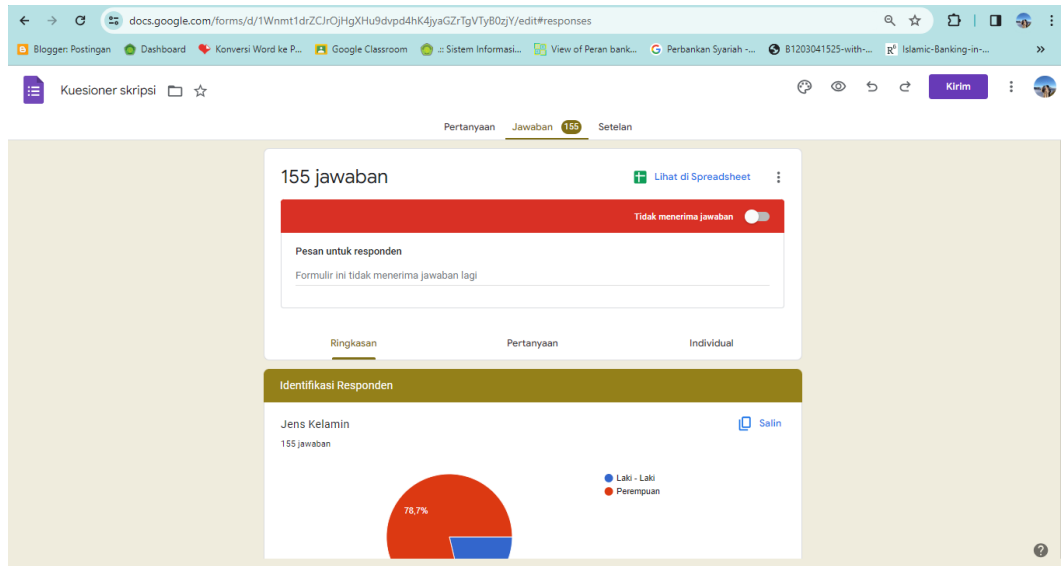 docs.google.com/forms/d/1Wnmt1drZCJrOjHgXHu9dvpd4hK4jyaGZrTgVTyB0zjY/edit#responses
Blogger: Postingan Dashboard Konversi Word ke P... Google Classroom .:: Sistem Informasi... View of Peran bank... Perbankan Syariah -... B1203041525-with-... Islamic-Banking-in-... »
Kuesioner skripsi Kirim
Pertanyaan Jawaban 155 Setelan
155 jawaban Lihat di Spreadsheet
Tidak menerima jawaban
Pesan untuk responden
Formulir ini tidak menerima jawaban lagi
Ringkasan Pertanyaan Individual
Identifikasi Responden
Jens Kelamin Salin
155 jawaban
Laki - Laki
Perempuan
78,7%